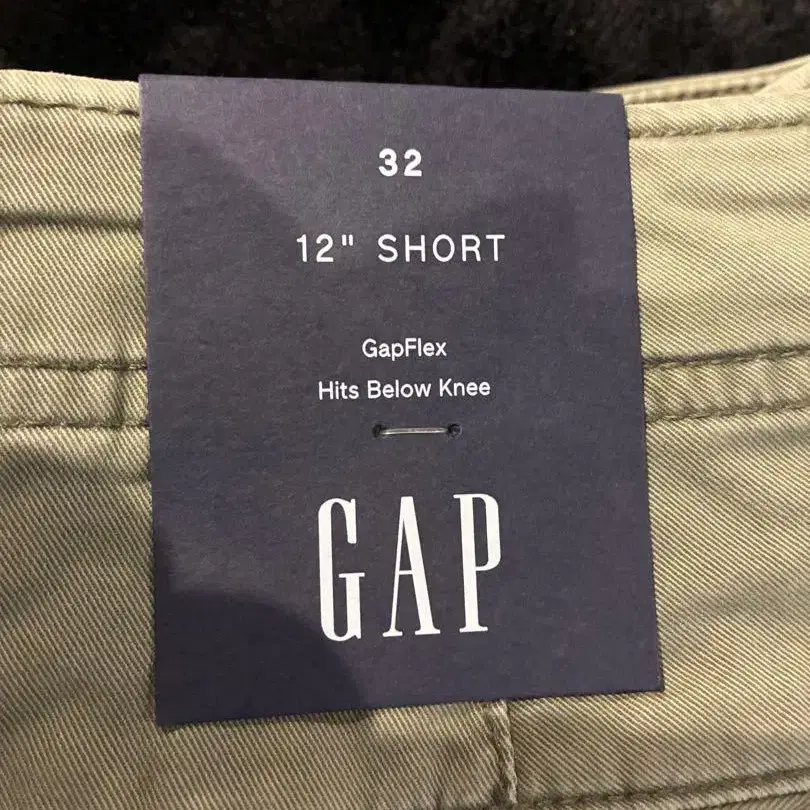 32
12" SHORT
GapFlex
Hits Below Knee
GAP